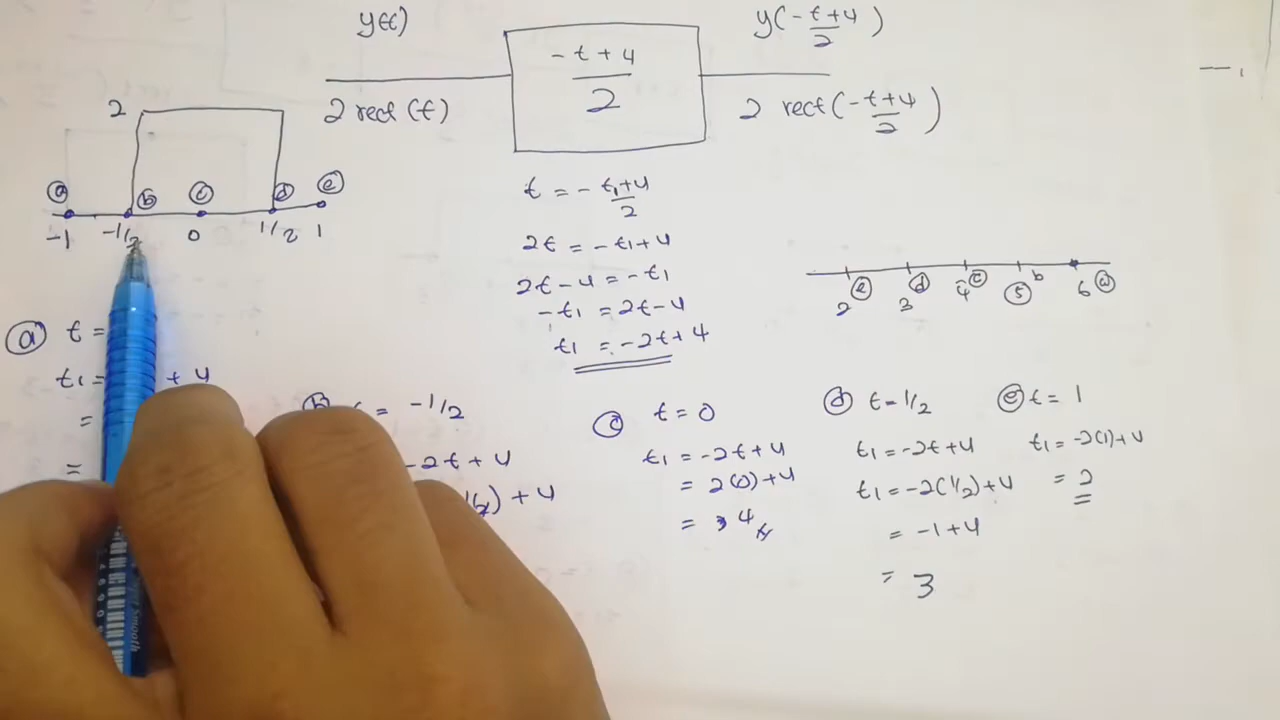 y(t)
2 rect (t)
-t+4
2
y(-t+4
2)
2 rect(-t+4
2)
2
a b c d e
-1 -1/2 0 1/2 1
t = - t1+4
2
2t = -t1+4
2t-4 = -t1
-t1 = 2t-4
t1 = -2t+4
2 e 3 d 4 c 5 b 6 a
a t =
t1 = + 4
=
=
b t = -1/2
-2t+4
) + 4
c t = 0
t1 = -2t+4
= 2(0)+4
= 4
d t=1/2
t1 = -2t+4
t1 = -2(1/2)+4
= -1+4
= 3
e t = 1
t1 = -2(1)+4
= 2